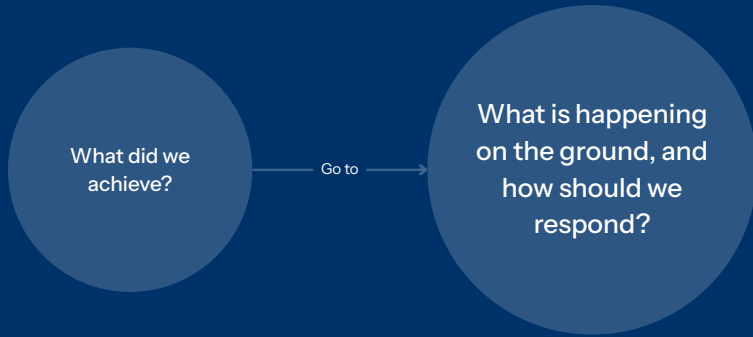 What did we
achieve?
Go to
What is happening
on the ground, and
how should we
respond?